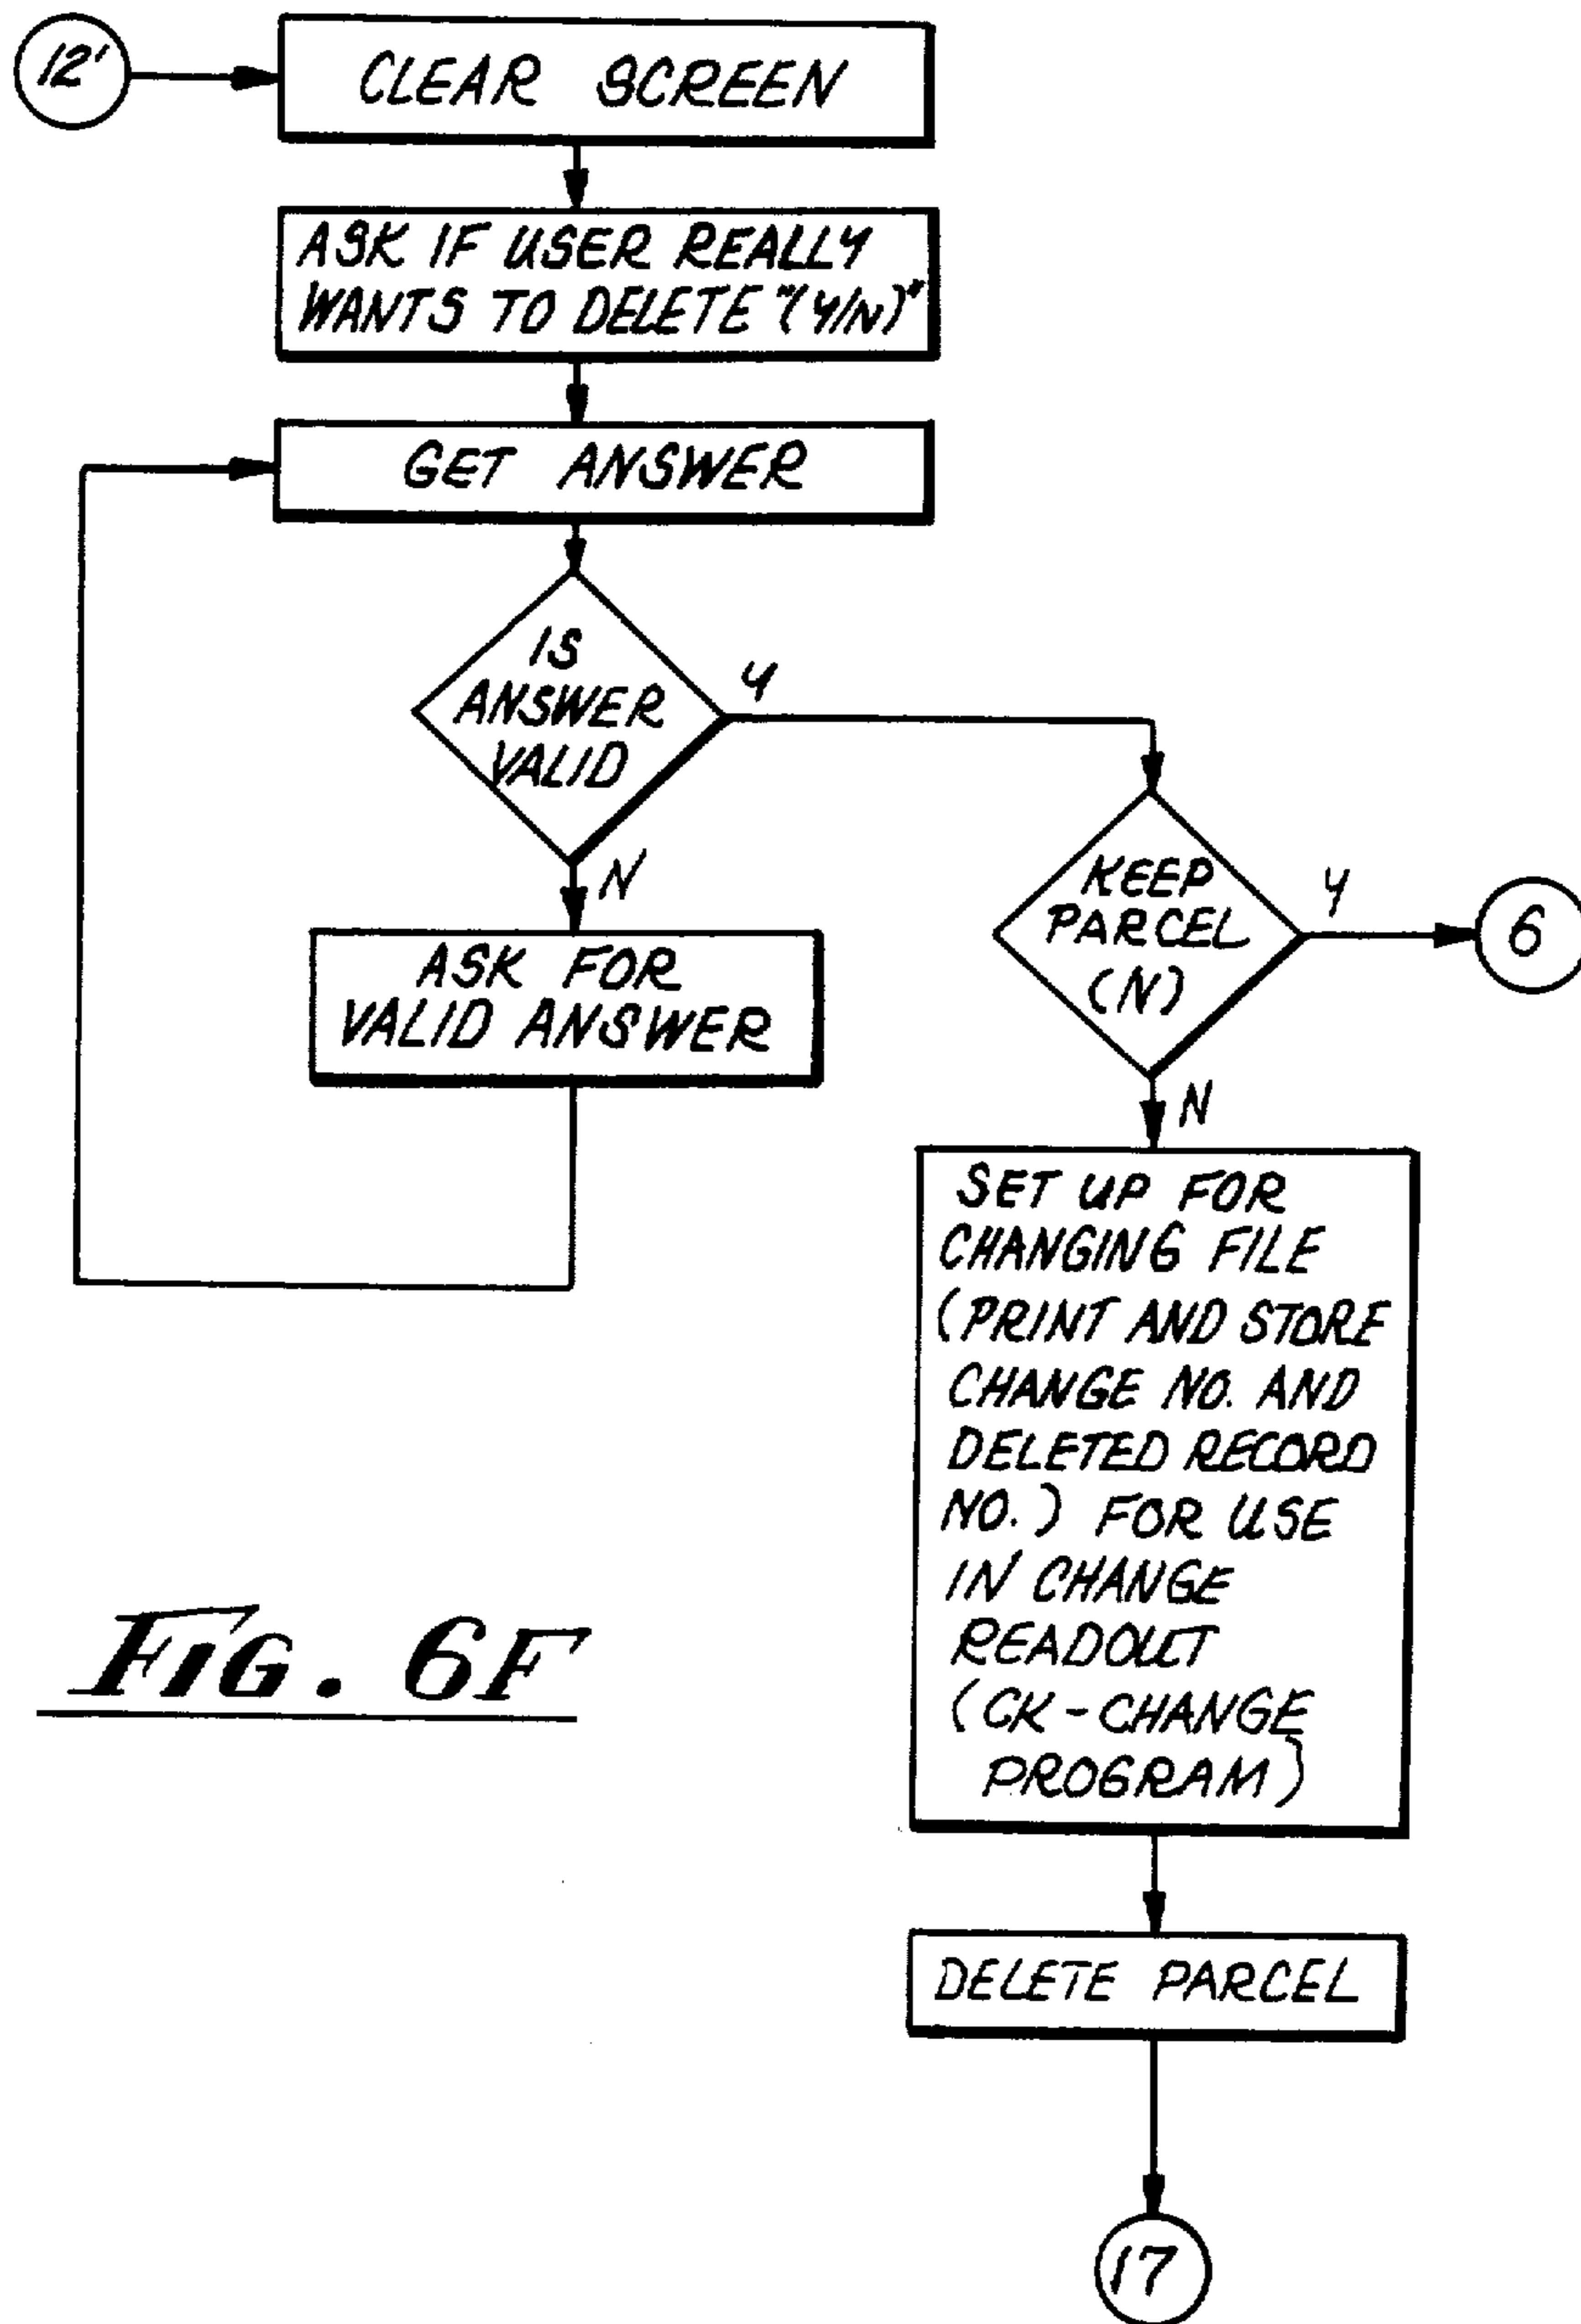 12'
CLEAR SCREEN
ASK IF USER REALLY
WANTS TO DELETE "(Y/N)"
GET ANSWER
IS
ANSWER
VALID
Y
N
ASK FOR
VALID ANSWER
KEEP
PARCEL
(N)
Y
6
N
SET UP FOR
CHANGING FILE
(PRINT AND STORE
CHANGE NO. AND
DELETED RECORD
NO.) FOR USE
IN CHANGE
READOUT
(CK-CHANGE
PROGRAM)
DELETE PARCEL
17
FIG. 6F